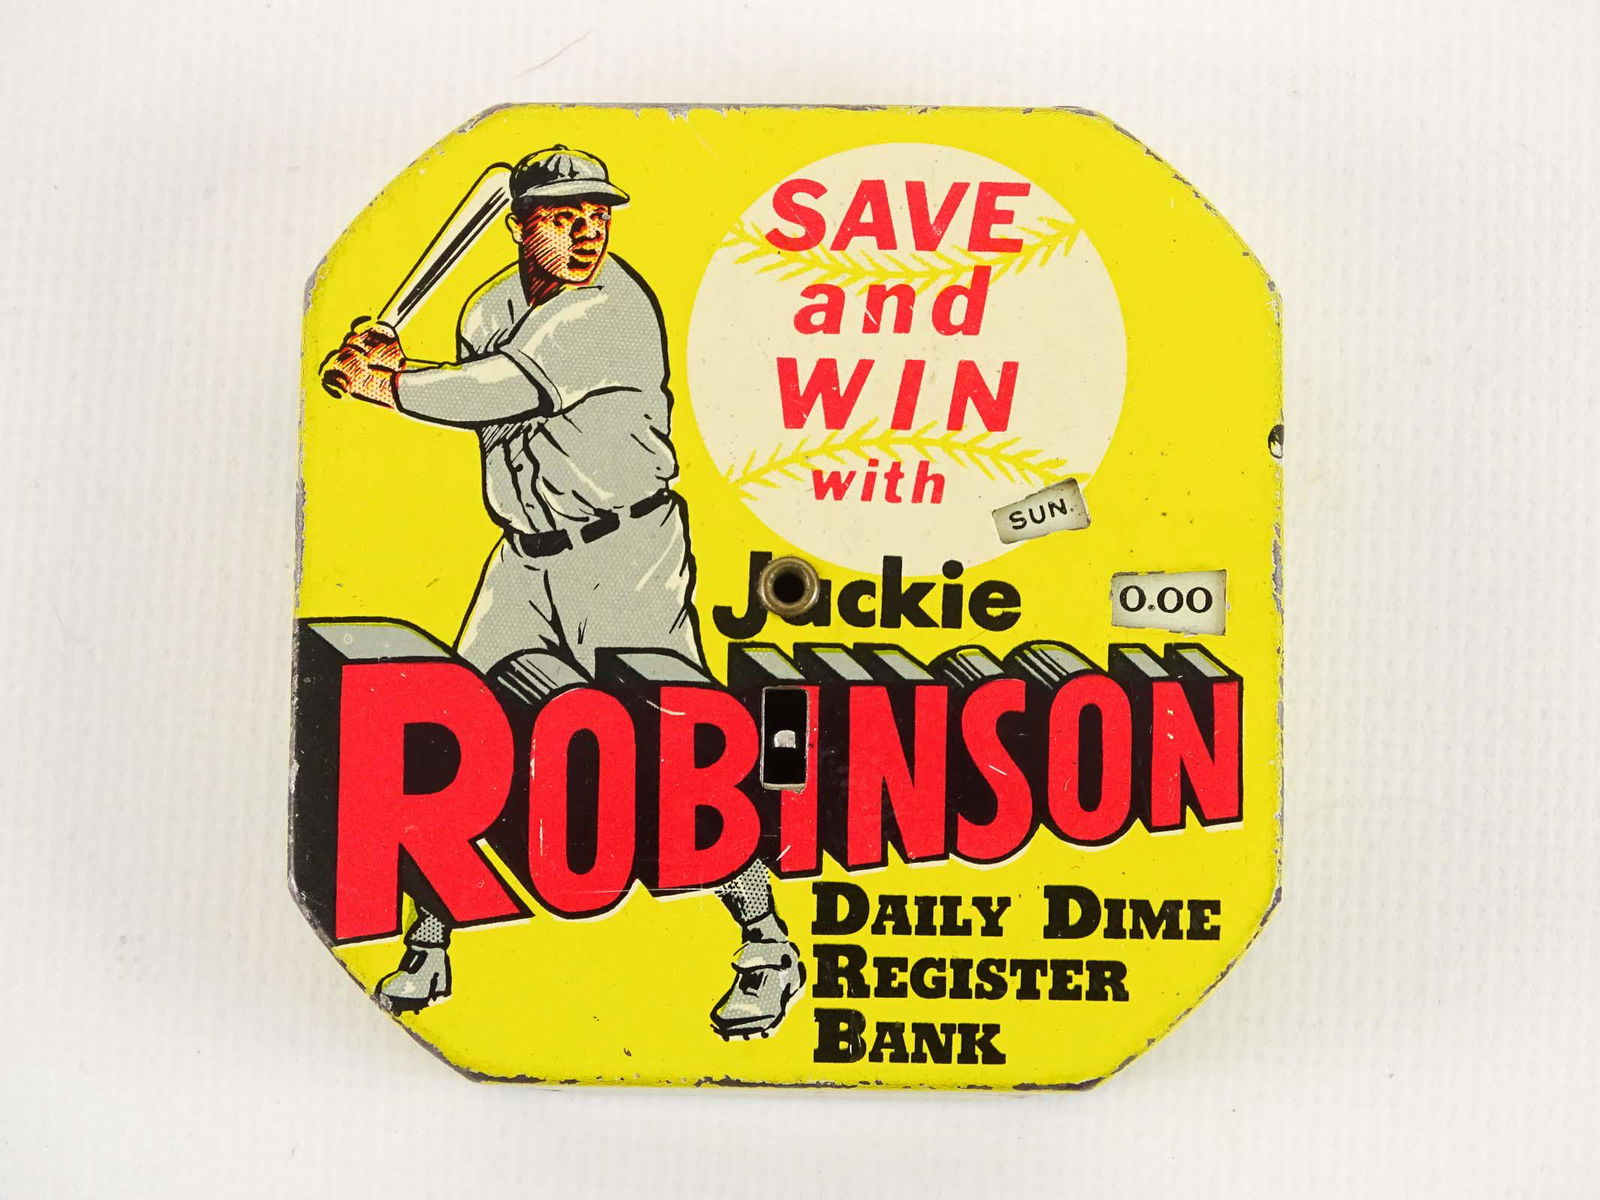 SAVE
and
WIN
with
SUN.
Jackie
0.00
ROBINSON
DAILY DIME
REGISTER
BANK